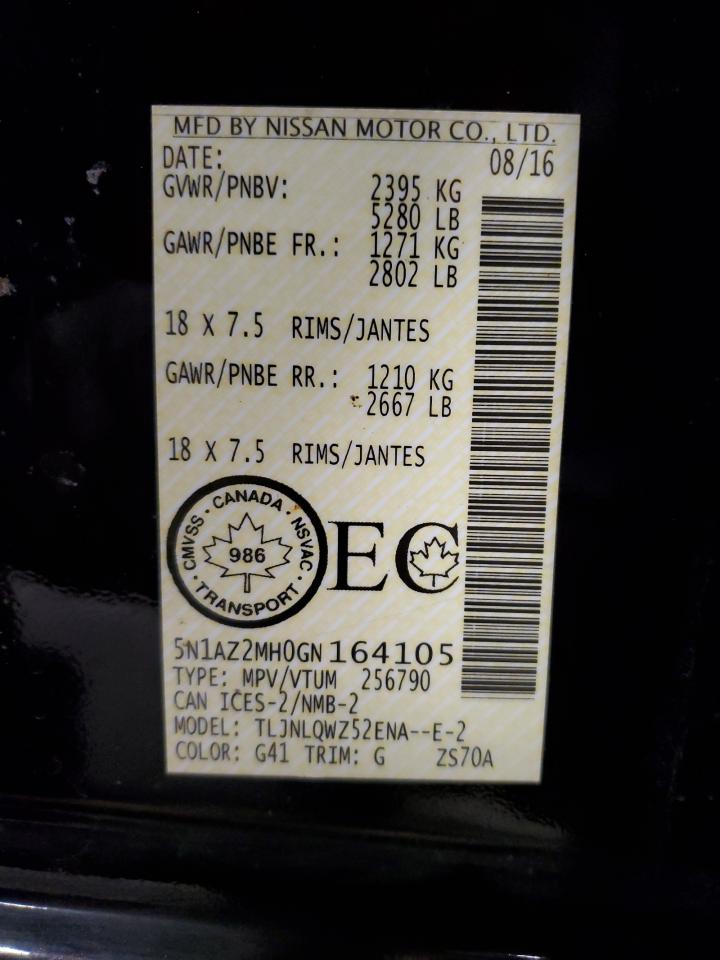 MFD BY NISSAN MOTOR CO., LTD.
DATE: 08/16
GVWR/PNBV: 2395 KG
5280 LB
GAWR/PNBE FR.: 1271 KG
2802 LB
18 X 7.5 RIMS/JANTES
GAWR/PNBE RR.: 1210 KG
2667 LB
18 X 7.5 RIMS/JANTES
CMVSS · CANADA · NSVAC · TRANSPORT ·
986
EC
5N1AZ2MH0GN164105
TYPE: MPV/VTUM 256790
CAN ICES-2/NMB-2
MODEL: TLJNLQWZ52ENA--E-2
COLOR: G41 TRIM: G ZS70A